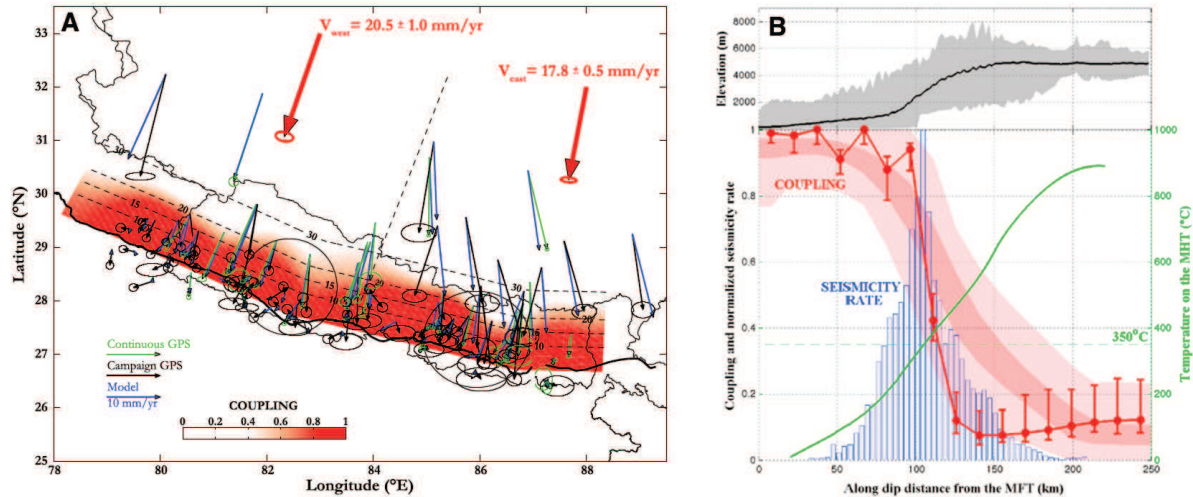 A
V west = 20.5 ± 1.0 mm/yr
V east = 17.8 ± 0.5 mm/yr
33
32
31
30
29
28
27
26
25
Latitude (°N)
30
20
15
10
30
15
20
30
20
15
10
Continuous GPS
Campaign GPS
Model
10 mm/yr
COUPLING
0 0.2 0.4 0.6 0.8 1
78 80 82 84 86 88
Longitude (°E)
B
8000
6000
4000
2000
Elevation (m)
1
0.8
0.6
0.4
0.2
0
Coupling and normalized seismicity rate
COUPLING
SEISMICITY
RATE
350°C
1000
800
600
400
200
0
Temperature on the MHT (°C)
0 50 100 150 200 250
Along dip distance from the MFT (km)